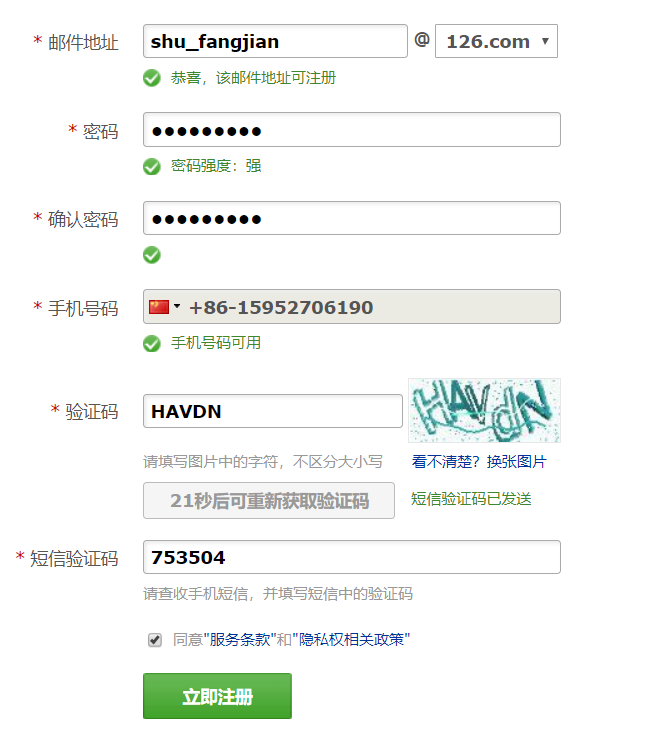 * 邮件地址 shu_fangjian @ 126.com
恭喜，该邮件地址可注册
* 密码 ●●●●●●●●●
密码强度：强
* 确认密码 ●●●●●●●●●
* 手机号码 +86-15952706190
手机号码可用
* 验证码 HAVDN HAVdN
请填写图片中的字符，不区分大小写 看不清楚？换张图片
21秒后可重新获取验证码 短信验证码已发送
* 短信验证码 753504
请查收手机短信，并填写短信中的验证码
同意"服务条款"和"隐私权相关政策"
立即注册